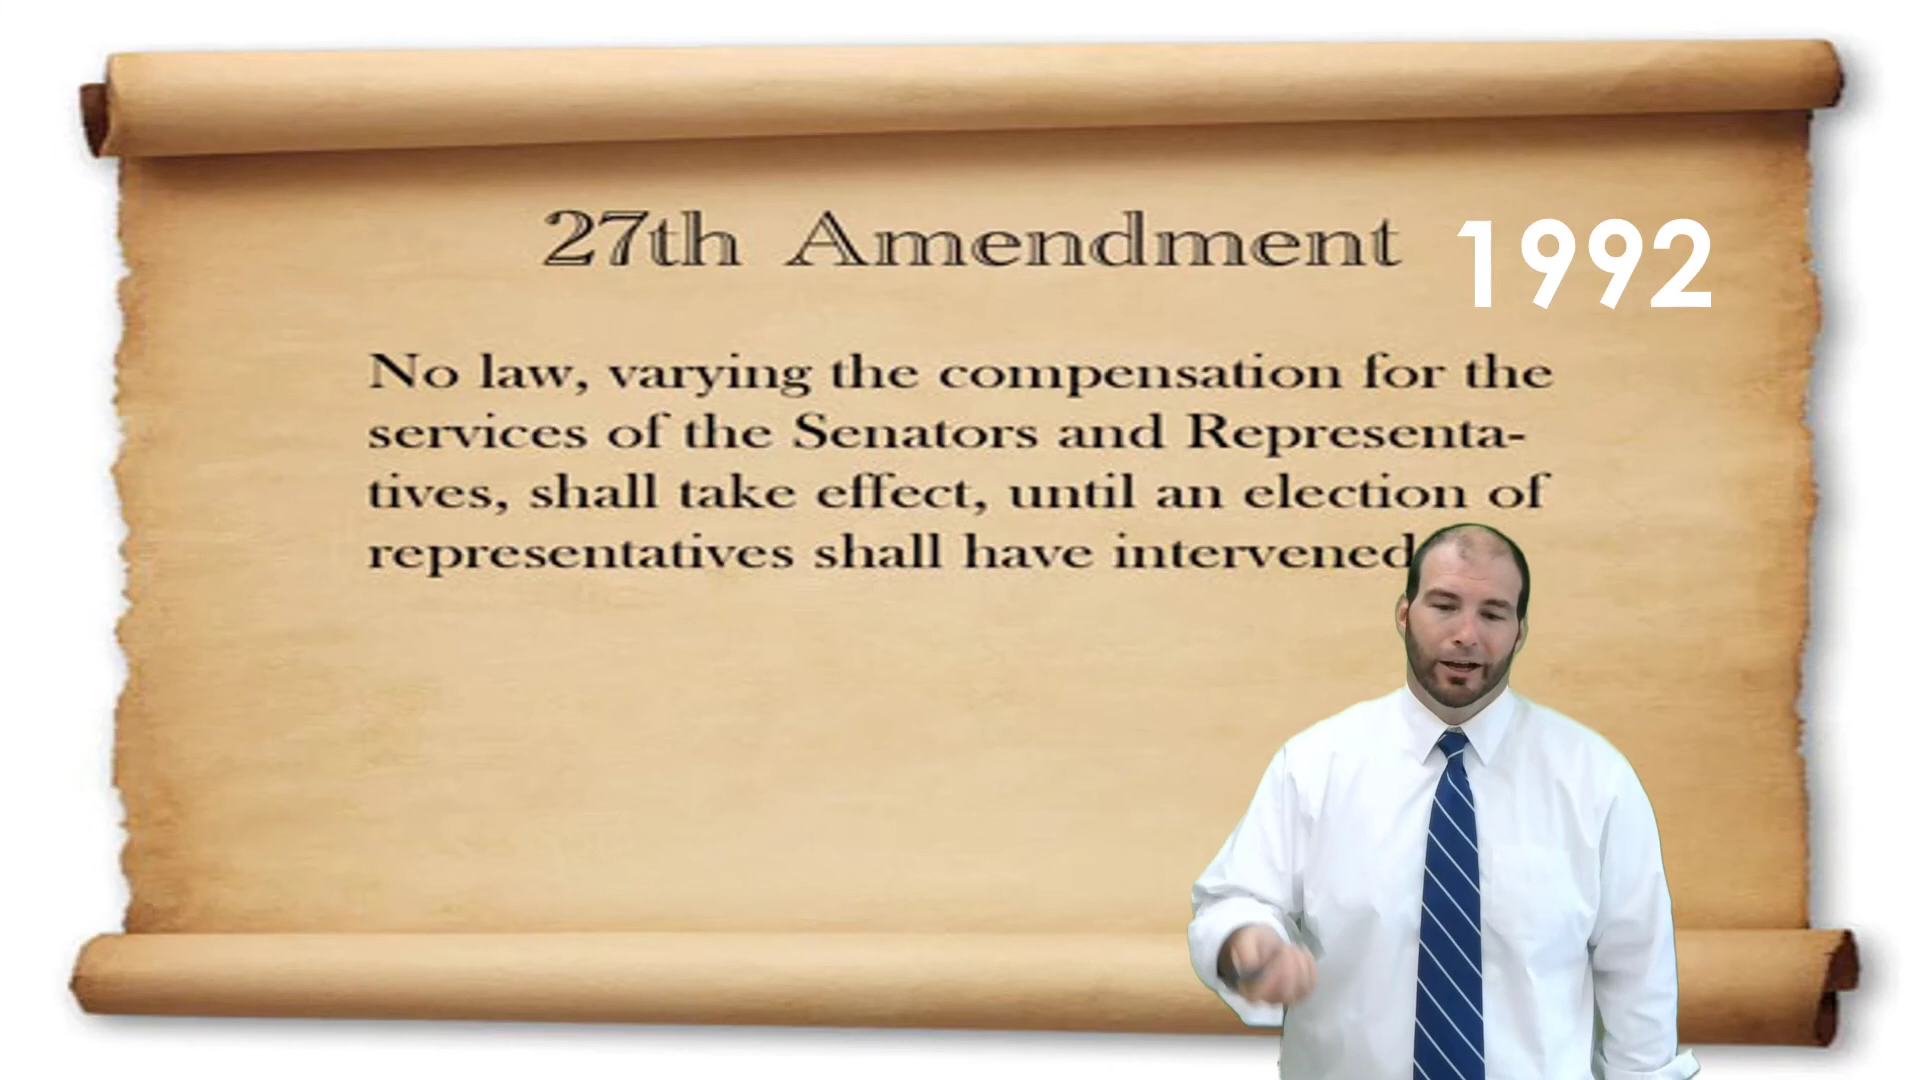 27th Amendment 1992
No law, varying the compensation for the
services of the Senators and Representa-
tives, shall take effect, until an election of
representatives shall have intervened